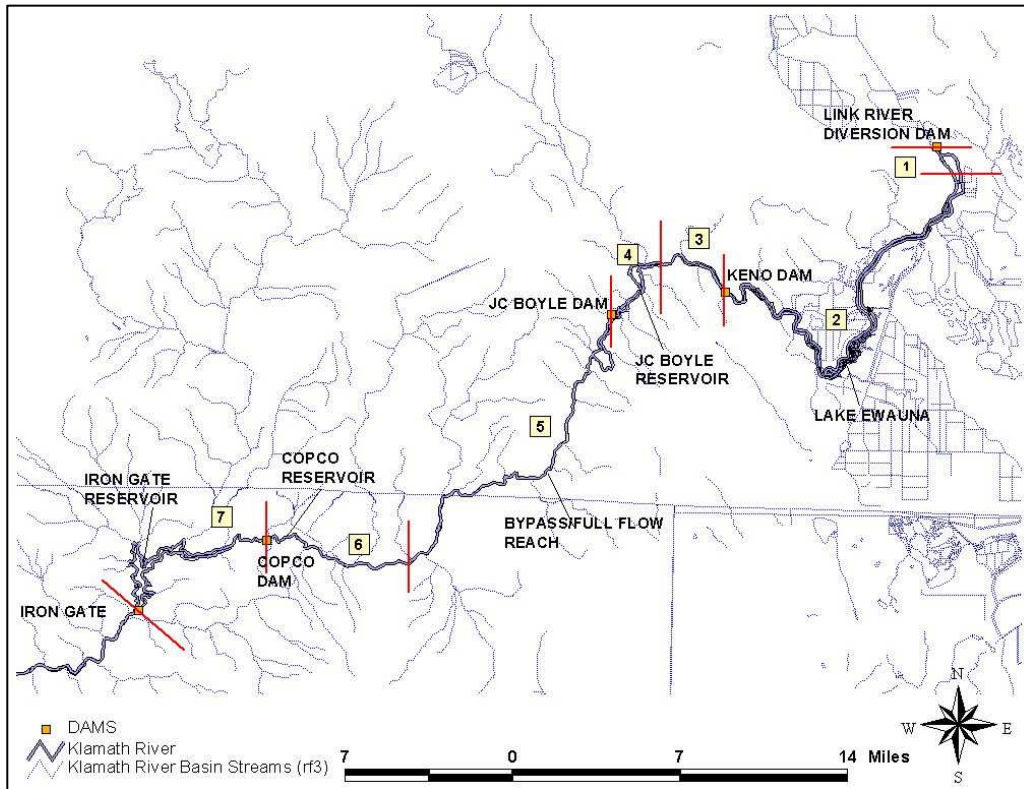 LINK RIVER
DIVERSION DAM
1
3
4
KENO DAM
JC BOYLE DAM
2
JC BOYLE
RESERVOIR
LAKE EWAUNA
5
COPCO
RESERVOIR
IRON GATE
RESERVOIR
7
BYPASS/FULL FLOW
REACH
6
COPCO
DAM
IRON GATE
N
W
E
S
DAMS
Klamath River
Klamath River Basin Streams (rf3)
7 0 7 14 Miles